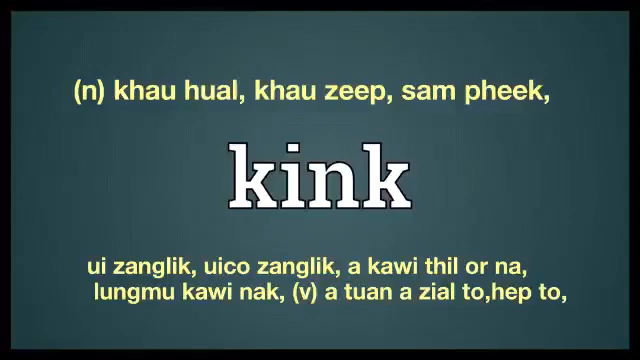 (n) khau hual, khau zeep, sam pheek,
kink
ui zanglik, uico zanglik, a kawi thil or na,
lungmu kawi nak, (v) a tuan a zial to,hep to,